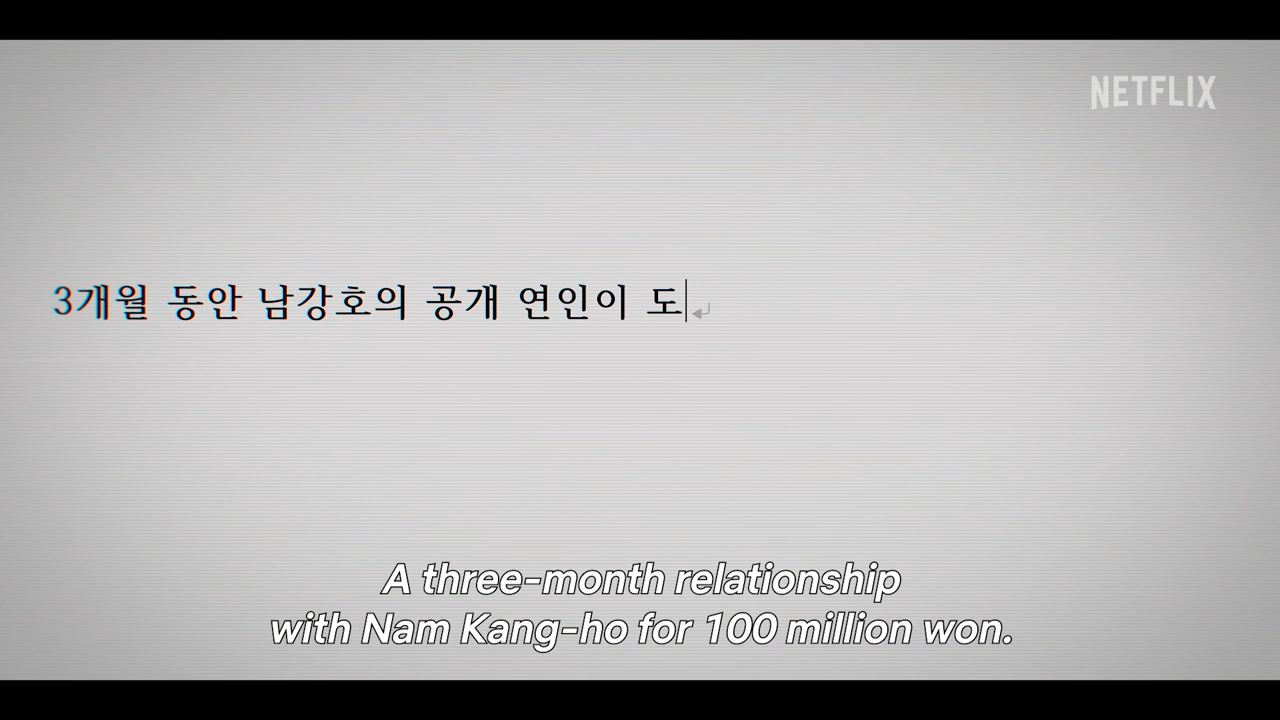 NETFLIX
3개월 동안 남강호의 공개 연인이 도
A three-month relationship
with Nam Kang-ho for 100 million won.